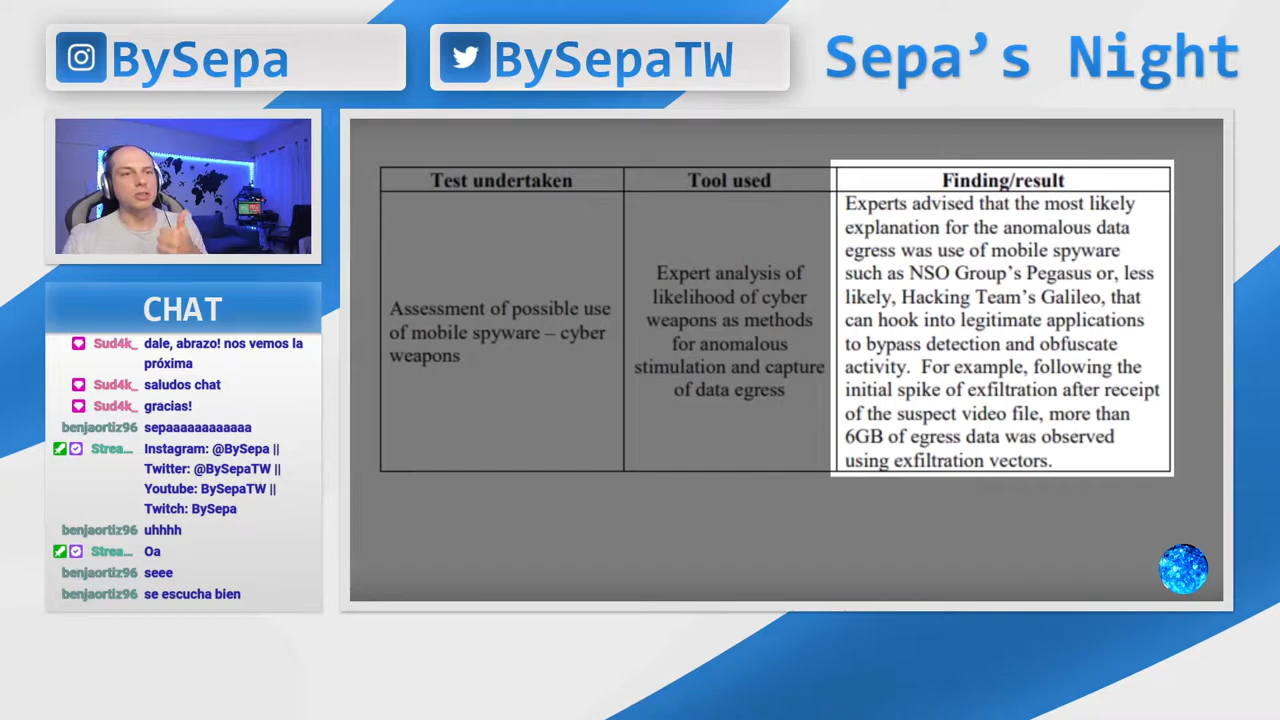 BySepa
BySepaTW
Sepa’s Night
CHAT
Sud4k_ dale, abrazo! nos vemos la
próxima
Sud4k_ saludos chat
Sud4k_ gracias!
benjaortiz96 sepaaaaaaaaaaa
Strea... Instagram: @BySepa ||
Twitter: @BySepaTW ||
Youtube: BySepaTW ||
Twitch: BySepa
benjaortiz96 uhhhh
Strea... Oa
benjaortiz96 seee
benjaortiz96 se escucha bien
Test undertaken
Tool used
Finding/result
Assessment of possible use
of mobile spyware – cyber
weapons
Expert analysis of
likelihood of cyber
weapons as methods
for anomalous
stimulation and capture
of data egress
Experts advised that the most likely
explanation for the anomalous data
egress was use of mobile spyware
such as NSO Group’s Pegasus or, less
likely, Hacking Team’s Galileo, that
can hook into legitimate applications
to bypass detection and obfuscate
activity. For example, following the
initial spike of exfiltration after receipt
of the suspect video file, more than
6GB of egress data was observed
using exfiltration vectors.